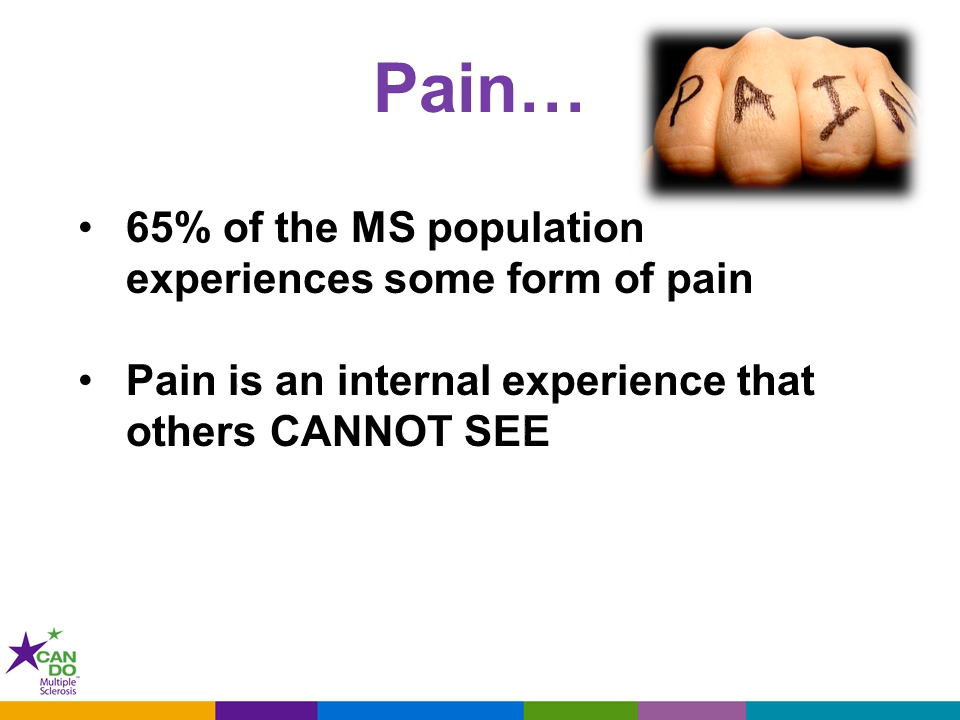 Pain…
PAIN
• 65% of the MS population
experiences some form of pain
• Pain is an internal experience that
others CANNOT SEE
CAN
DO™
Multiple
Sclerosis